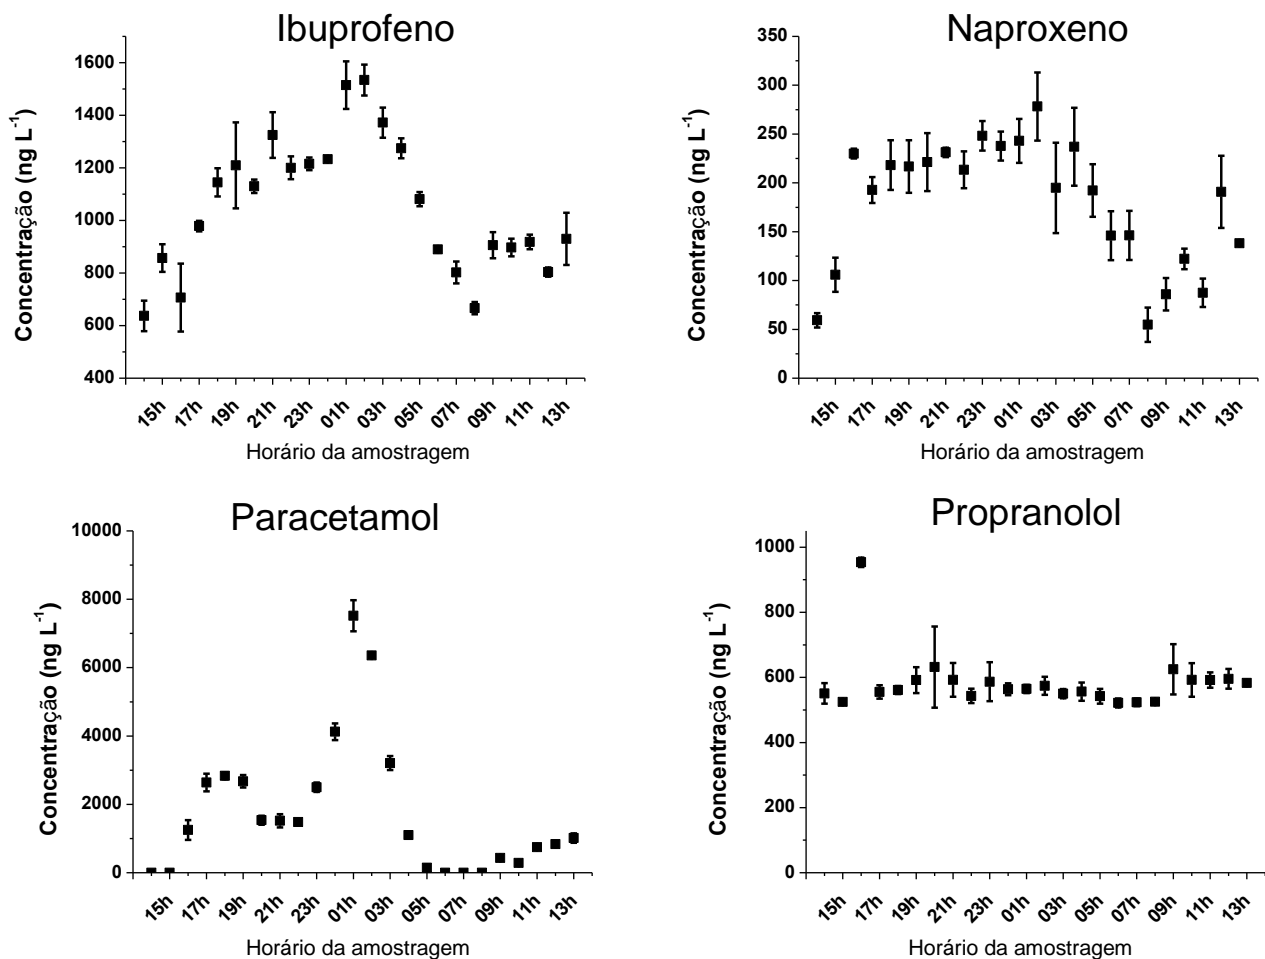 Ibuprofeno
Concentração (ng L-1)
1600
1400
1200
1000
800
600
400
15h 17h 19h 21h 23h 01h 03h 05h 07h 09h 11h 13h
Horário da amostragem
Naproxeno
Concentração (ng L-1)
350
300
250
200
150
100
50
0
15h 17h 19h 21h 23h 01h 03h 05h 07h 09h 11h 13h
Horário da amostragem
Paracetamol
Concentração (ng L-1)
10000
8000
6000
4000
2000
0
15h 17h 19h 21h 23h 01h 03h 05h 07h 09h 11h 13h
Horário da amostragem
Propranolol
Concentração (ng L-1)
1000
800
600
400
200
0
15h 17h 19h 21h 23h 01h 03h 05h 07h 09h 11h 13h
Horário da amostragem